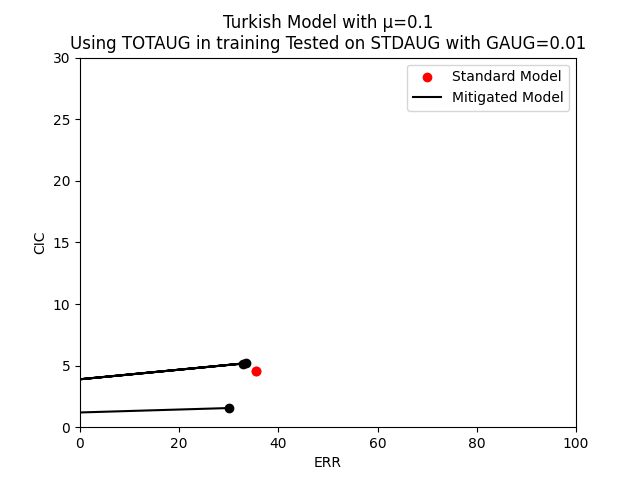 Turkish Model with μ=0.1
Using TOTAUG in training Tested on STDAUG with GAUG=0.01
Standard Model
Mitigated Model
30
25
20
15
10
5
0
CIC
0 20 40 60 80 100
ERR